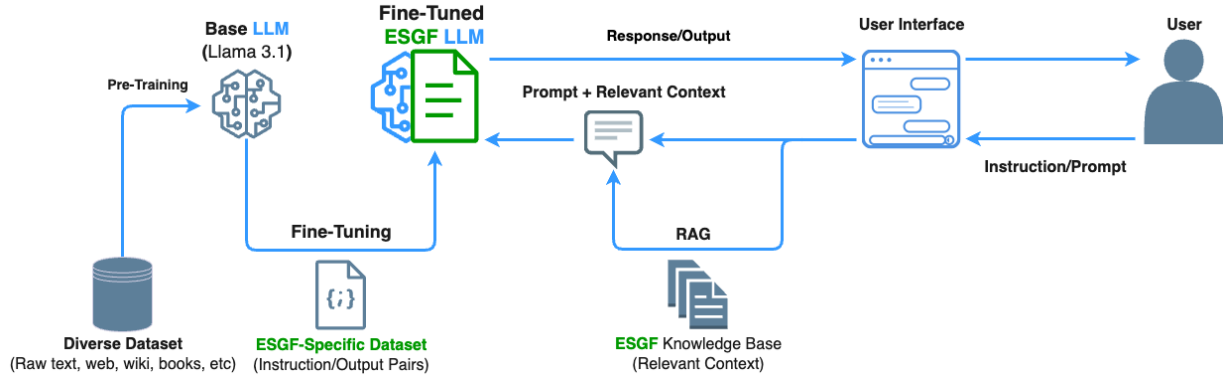 Base LLM
(Llama 3.1)
Pre-Training
Fine-Tuned
ESGF LLM
Response/Output
User Interface
User
Prompt + Relevant Context
Instruction/Prompt
Fine-Tuning
RAG
{;}
Diverse Dataset
(Raw text, web, wiki, books, etc)
ESGF-Specific Dataset
(Instruction/Output Pairs)
ESGF Knowledge Base
(Relevant Context)